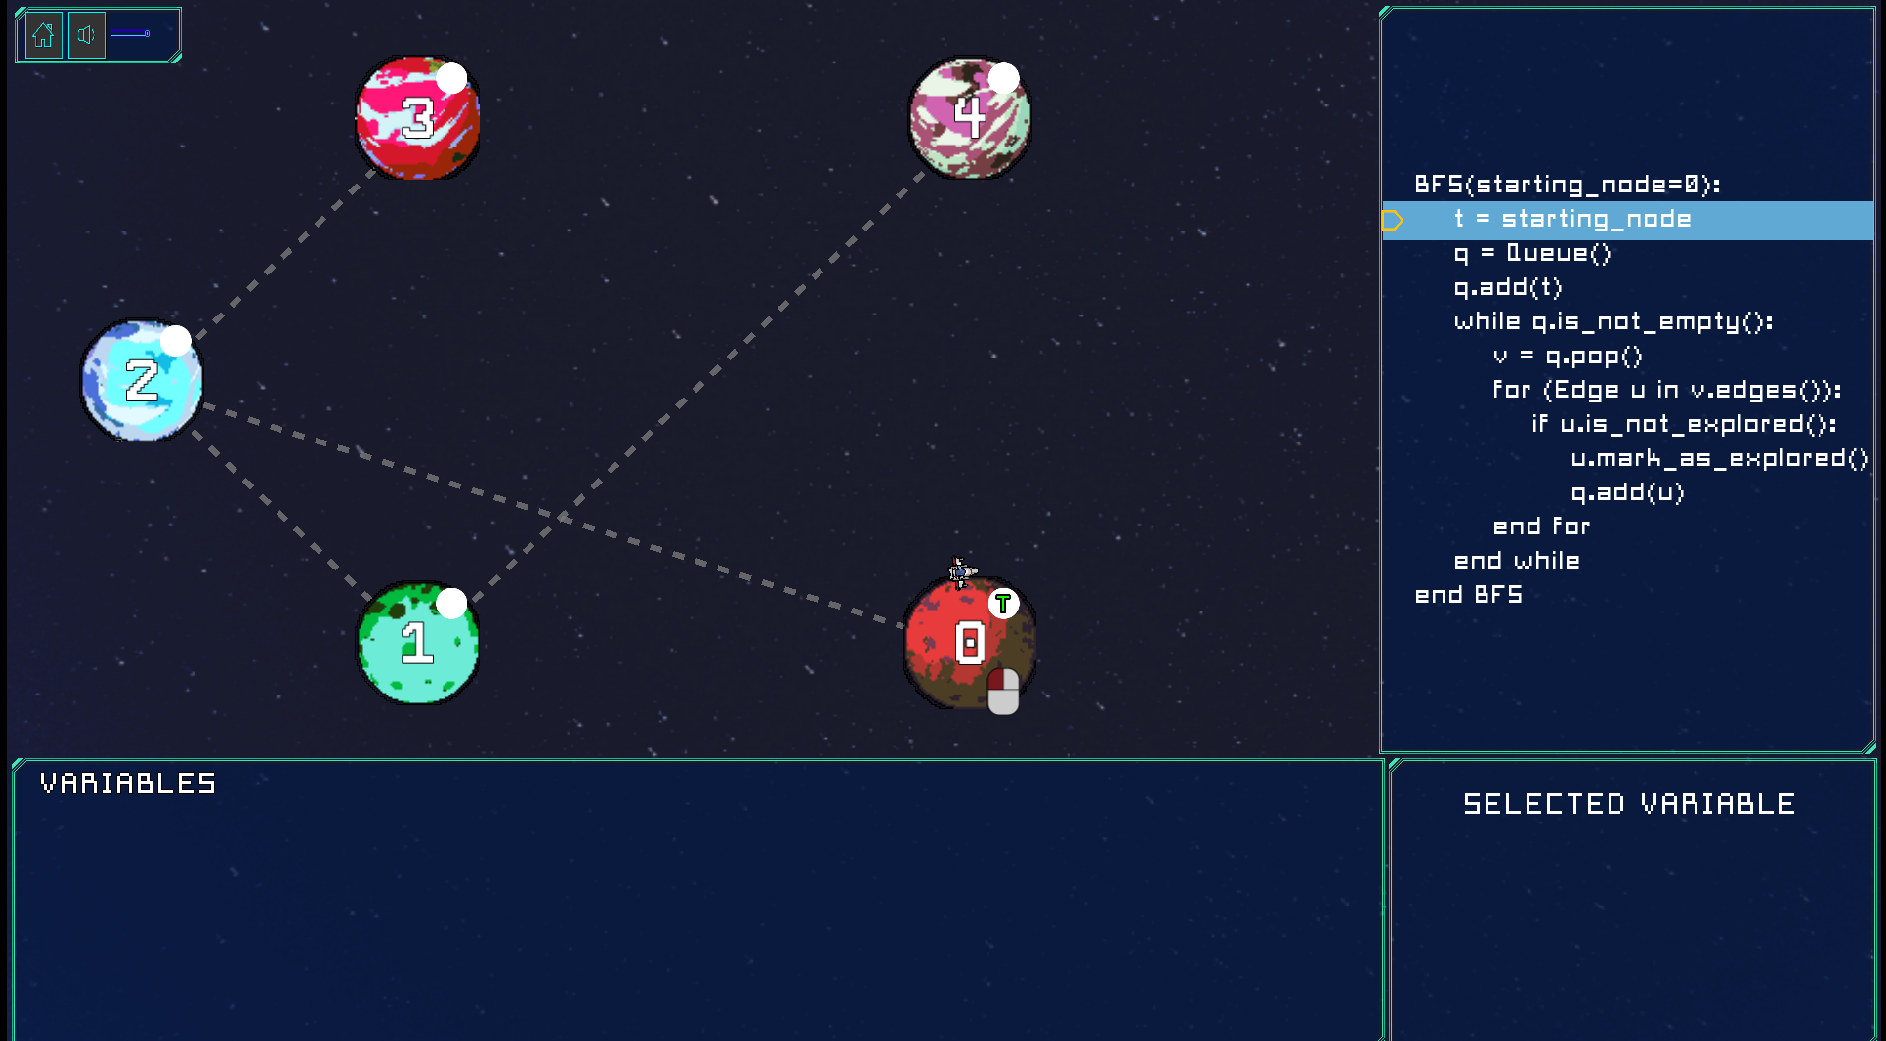 3
4
2
1
T
0
BFS(starting_node=0):
t = starting_node
q = Queue()
q.add(t)
while q.is_not_empty():
v = q.pop()
for (Edge u in v.edges()):
if u.is_not_explored():
u.mark_as_explored()
q.add(u)
end for
end while
end BFS
VARIABLES
SELECTED VARIABLE